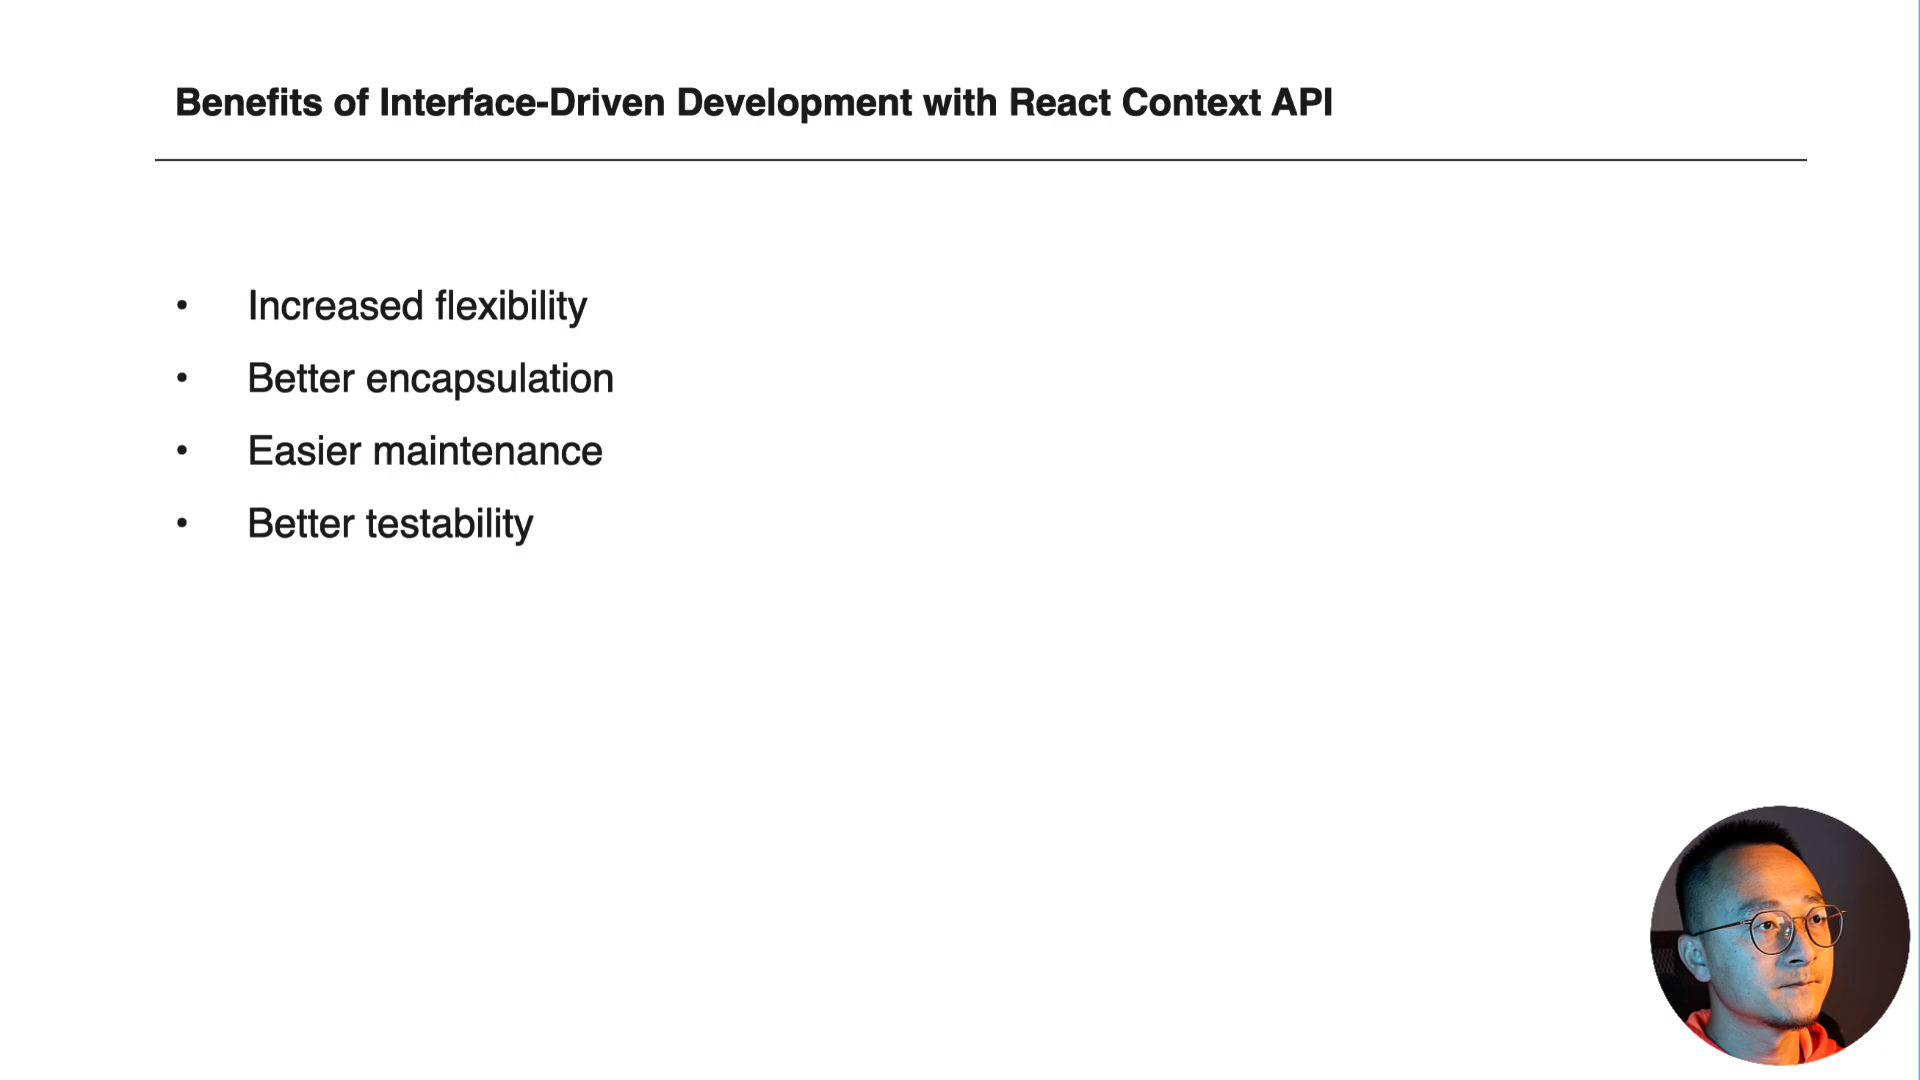 Benefits of Interface-Driven Development with React Context API
• Increased flexibility
• Better encapsulation
• Easier maintenance
• Better testability